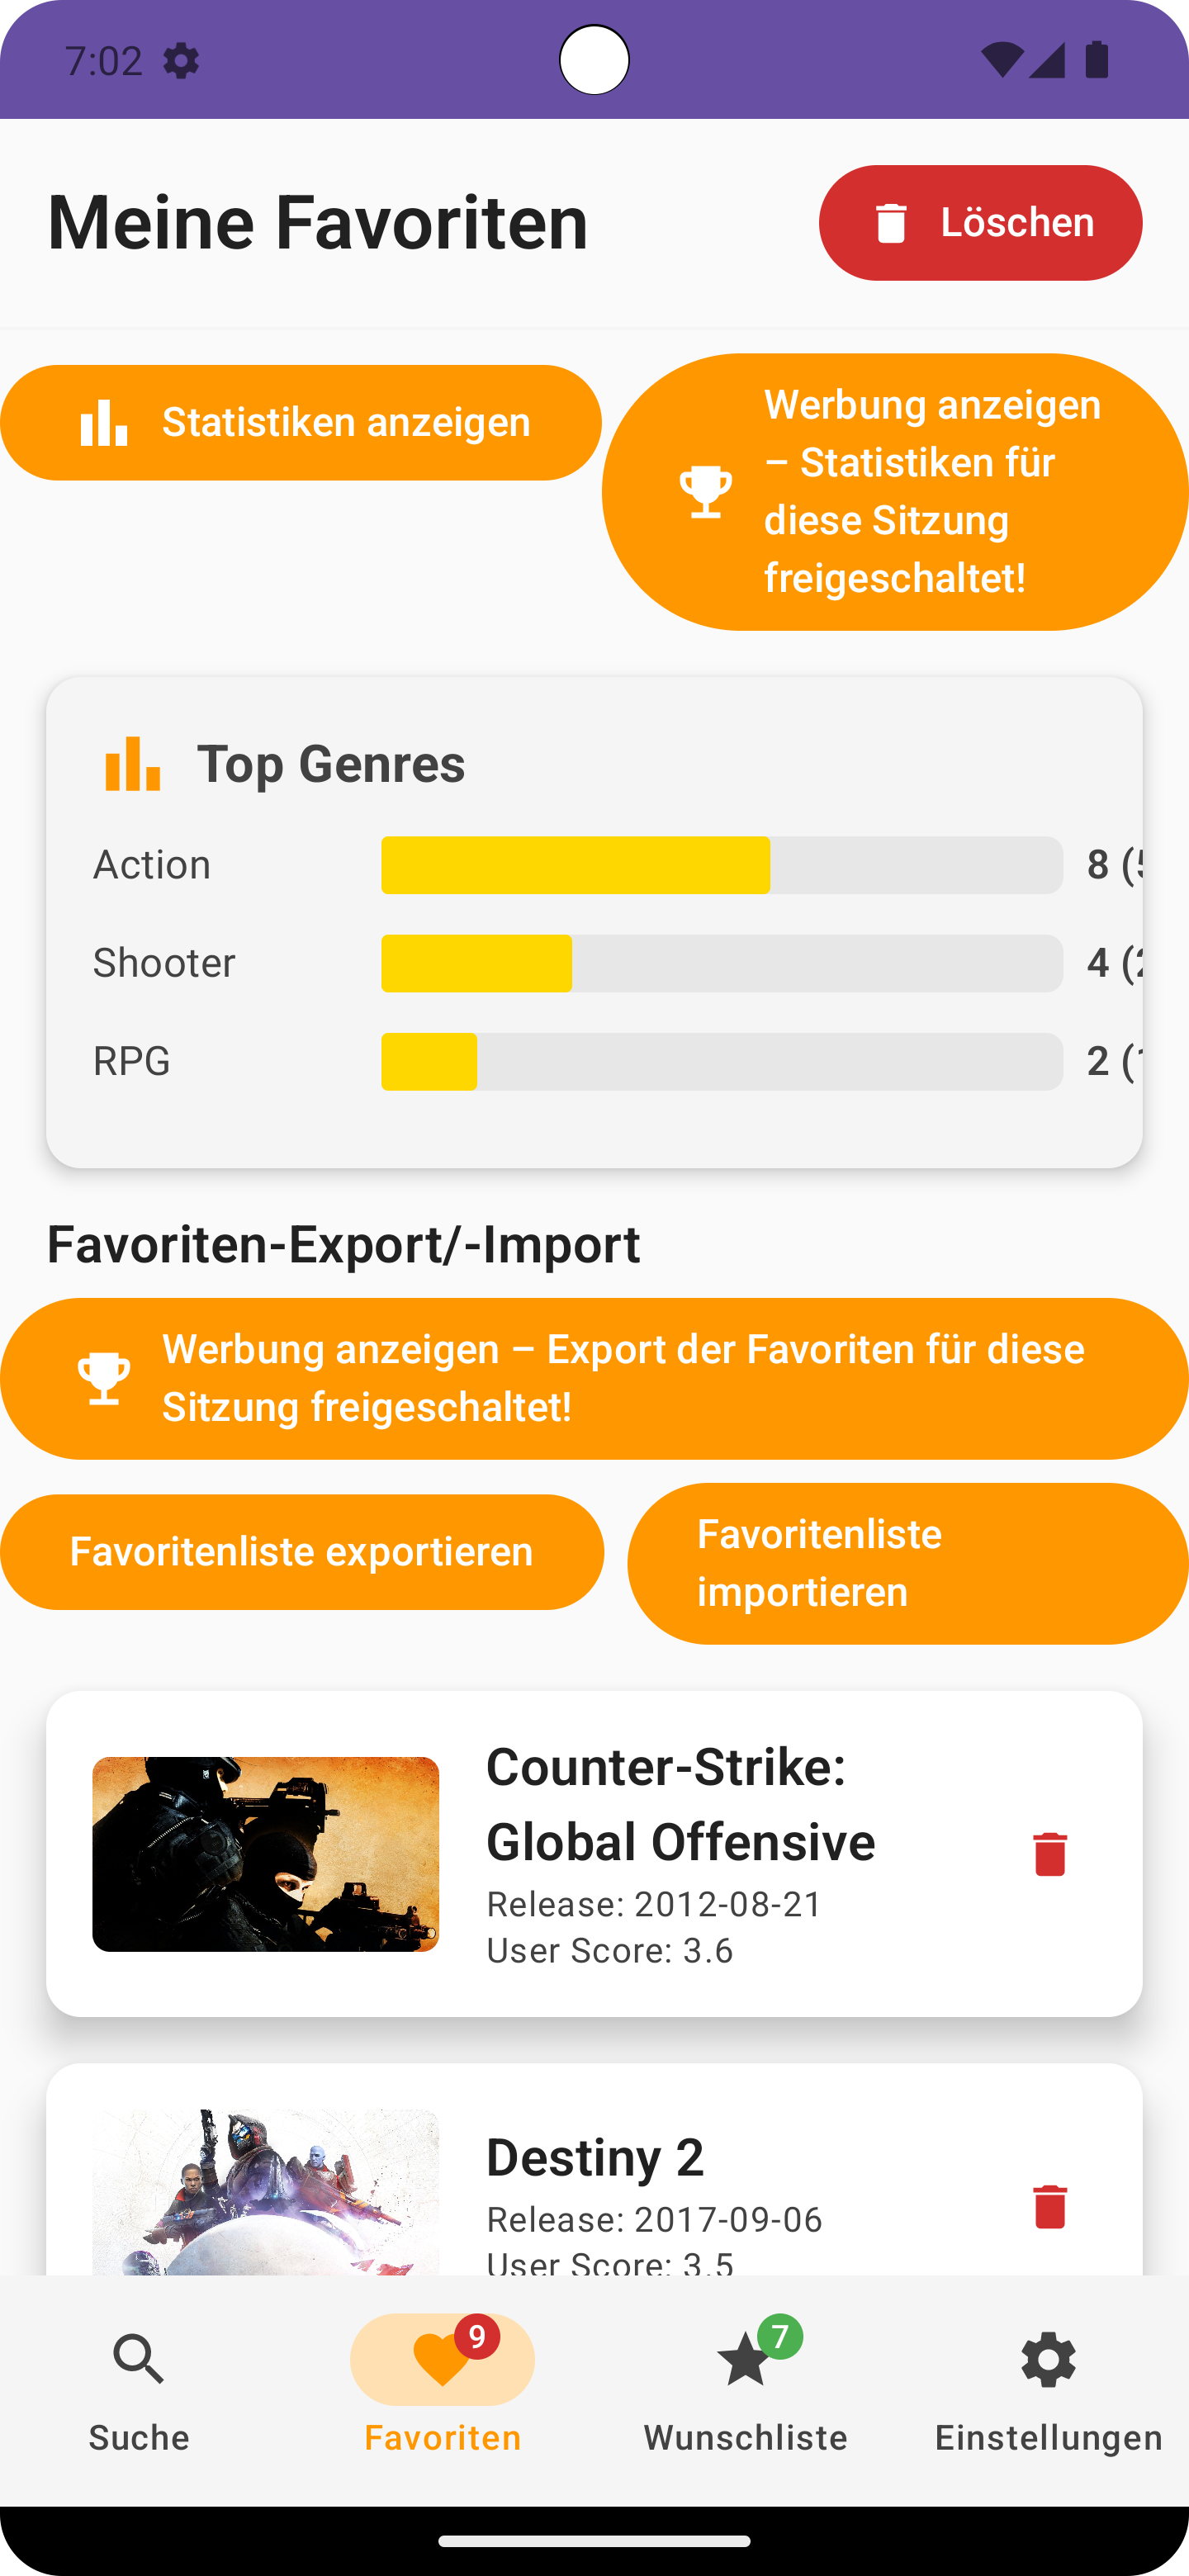 7:02
Meine Favoriten
Löschen
Statistiken anzeigen
Werbung anzeigen
– Statistiken für
diese Sitzung
freigeschaltet!
Top Genres
Action
8 (5
Shooter
4 (2
RPG
2 (1
Favoriten-Export/-Import
Werbung anzeigen – Export der Favoriten für diese
Sitzung freigeschaltet!
Favoritenliste exportieren
Favoritenliste
importieren
Counter-Strike:
Global Offensive
Release: 2012-08-21
User Score: 3.6
Destiny 2
Release: 2017-09-06
User Score: 3.5
9
7
Suche
Favoriten
Wunschliste
Einstellungen